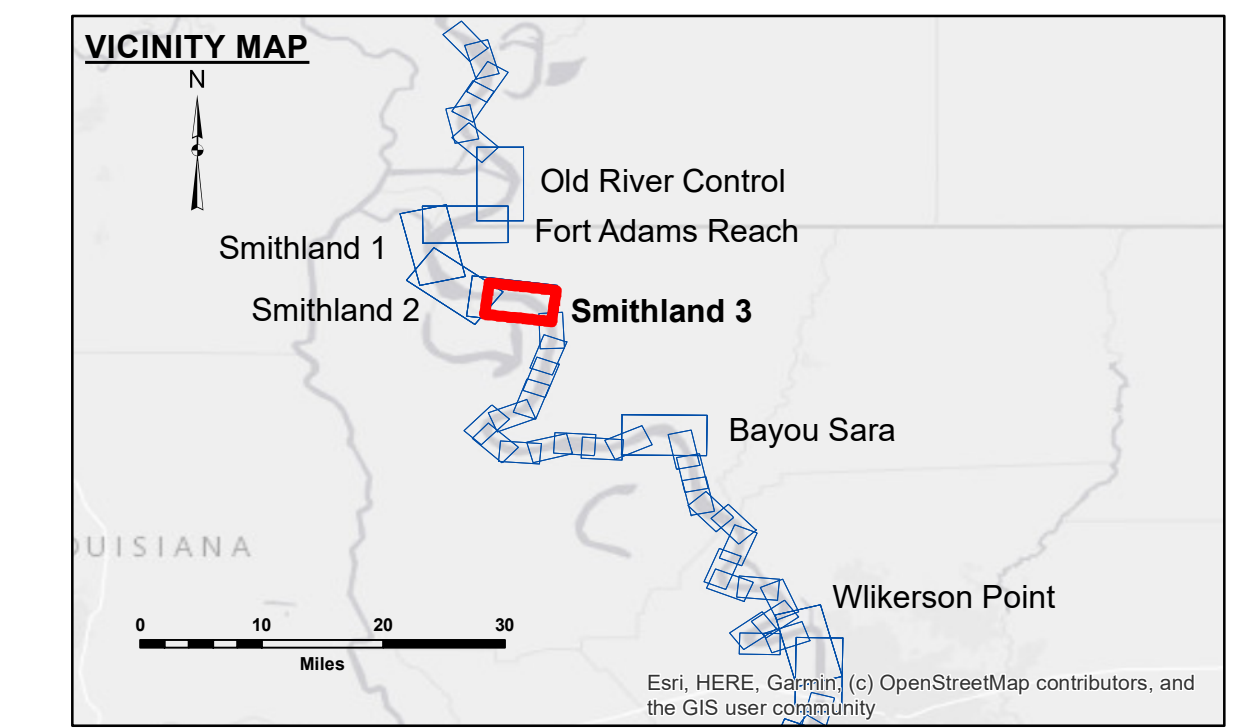 VICINITY MAP
N
Old River Control
Fort Adams Reach
Smithland 1
Smithland 2
Smithland 3
Bayou Sara
OUISIANA
Wlikerson Point
0 10 20 30
Miles
Esri, HERE, Garmin, (c) OpenStreetMap contributors, and
the GIS user community